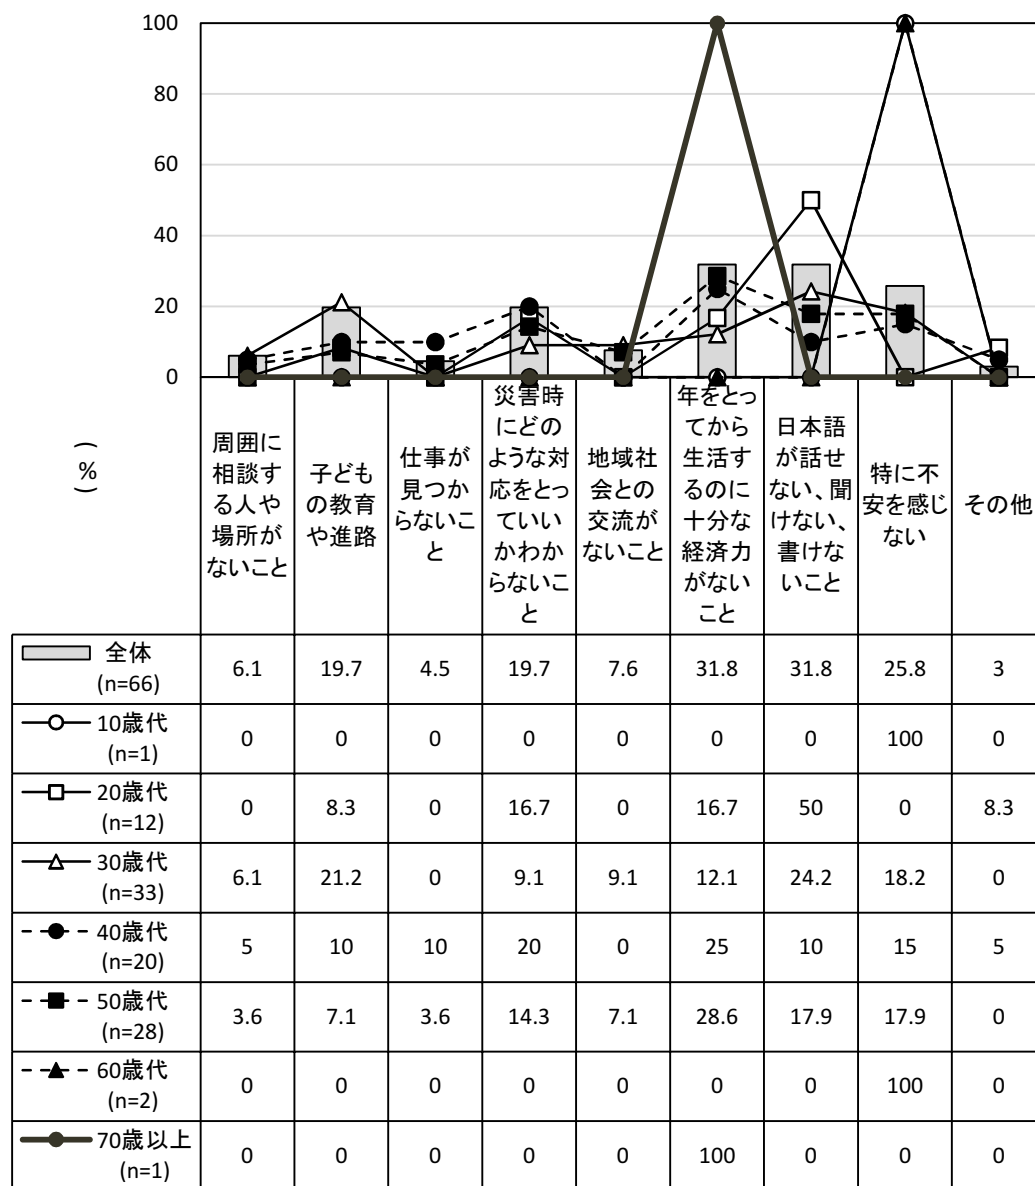 100
80
60
40
20
0
(%)
周囲に
相談す
る人や
場所が
ないこと
子ども
の教育
や進路
仕事が
見つか
らないこ
と
災害時
にどの
ような対
応をとっ
ていい
かわか
らないこ
と
地域社
会との
交流が
ないこと
年をとっ
てから
生活す
るのに
十分な
経済力
がない
こと
日本語
が話せ
ない、聞
けない、
書けな
いこと
特に不
安を感じ
ない
その他
全体
(n=66)
6.1 19.7 4.5 19.7 7.6 31.8 31.8 25.8 3
10歳代
(n=1)
0 0 0 0 0 0 0 100 0
20歳代
(n=12)
0 8.3 0 16.7 0 16.7 50 0 8.3
30歳代
(n=33)
6.1 21.2 0 9.1 9.1 12.1 24.2 18.2 0
40歳代
(n=20)
5 10 10 20 0 25 10 15 5
50歳代
(n=28)
3.6 7.1 3.6 14.3 7.1 28.6 17.9 17.9 0
60歳代
(n=2)
0 0 0 0 0 0 0 100 0
70歳以上
(n=1)
0 0 0 0 0 100 0 0 0